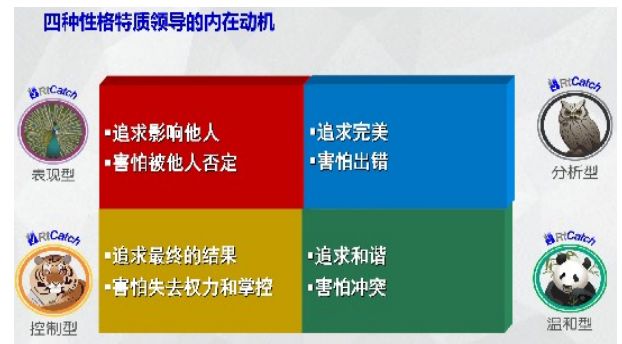 四种性格特质领导的内在动机
RtCatch
表现型
▪追求影响他人
▪害怕被他人否定
▪追求完美
▪害怕出错
RtCatch
分析型
RtCatch
控制型
▪追求最终的结果
▪害怕失去权力和掌控
▪追求和谐
▪害怕冲突
RtCatch
温和型